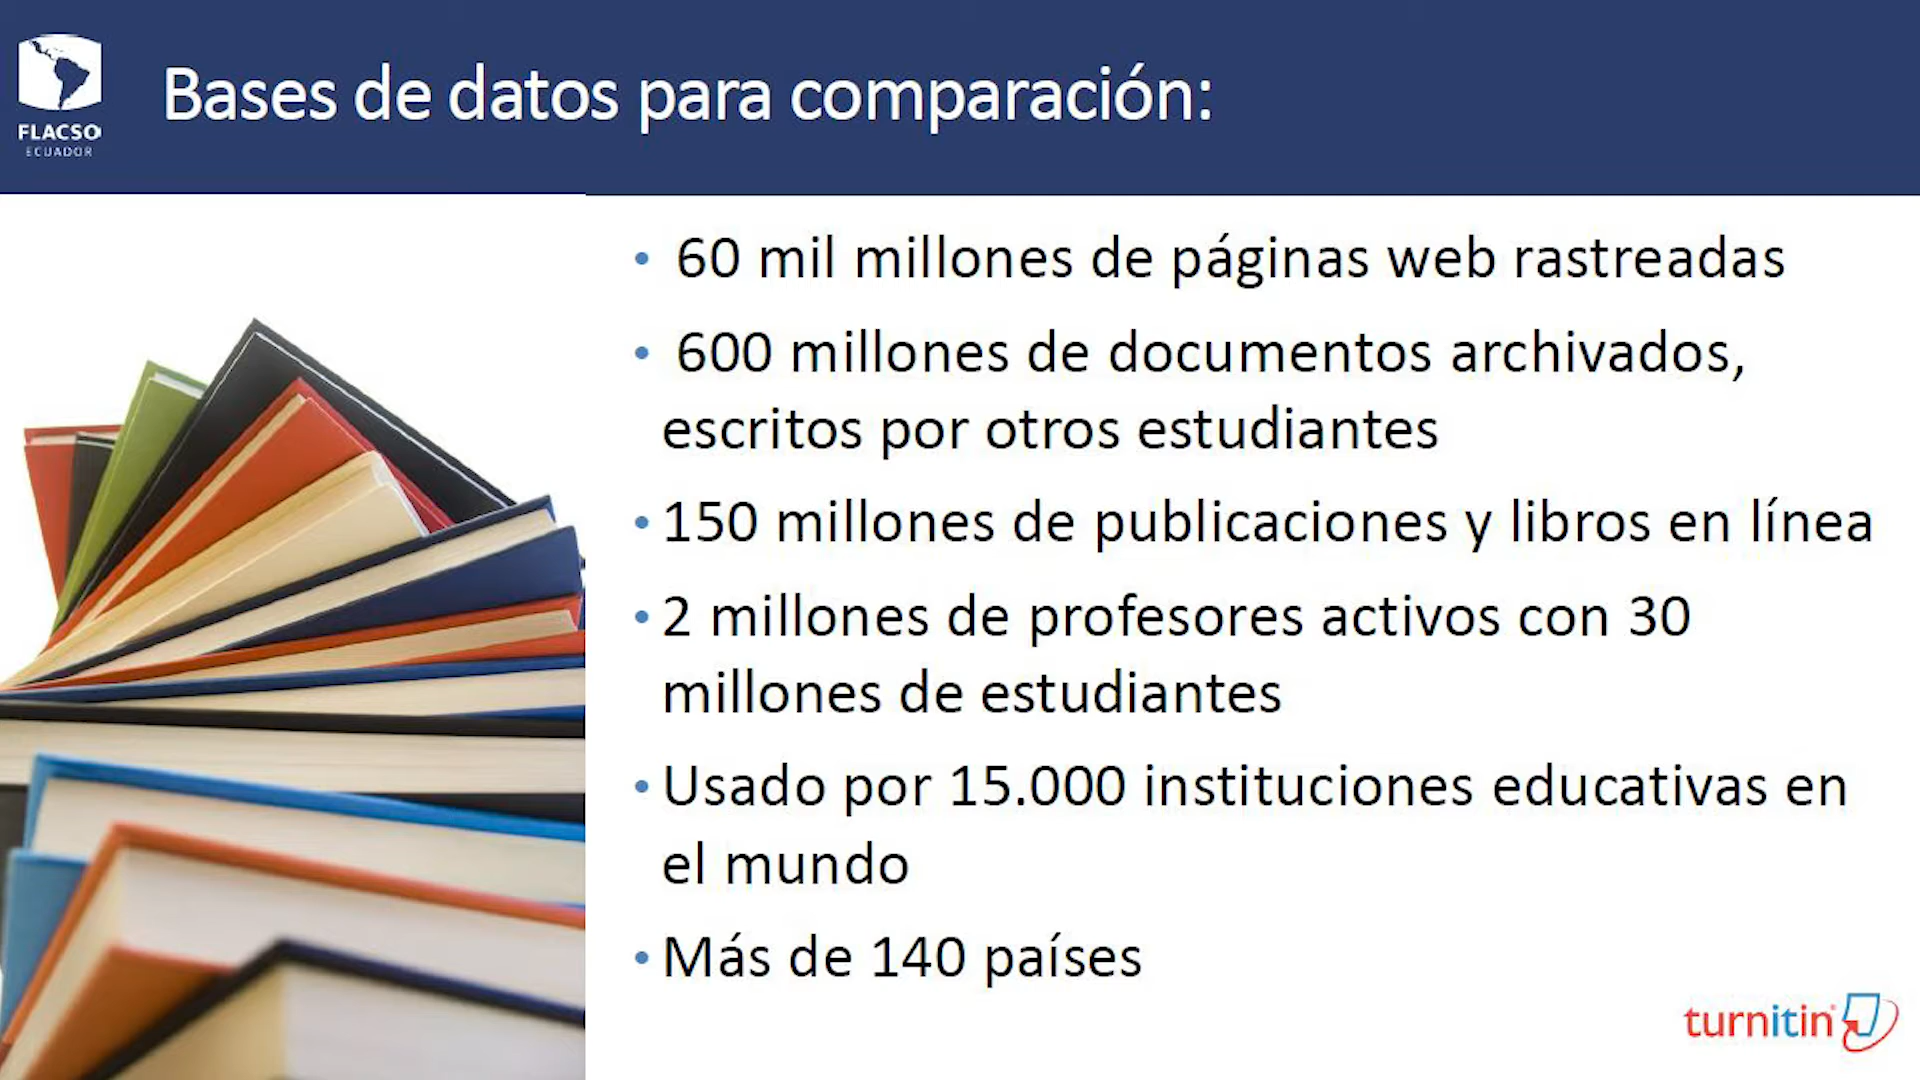 FLACSO
ECUADOR
Bases de datos para comparación:
• 60 mil millones de páginas web rastreadas
• 600 millones de documentos archivados,
escritos por otros estudiantes
• 150 millones de publicaciones y libros en línea
• 2 millones de profesores activos con 30
millones de estudiantes
• Usado por 15.000 instituciones educativas en
el mundo
• Más de 140 países
turnitin